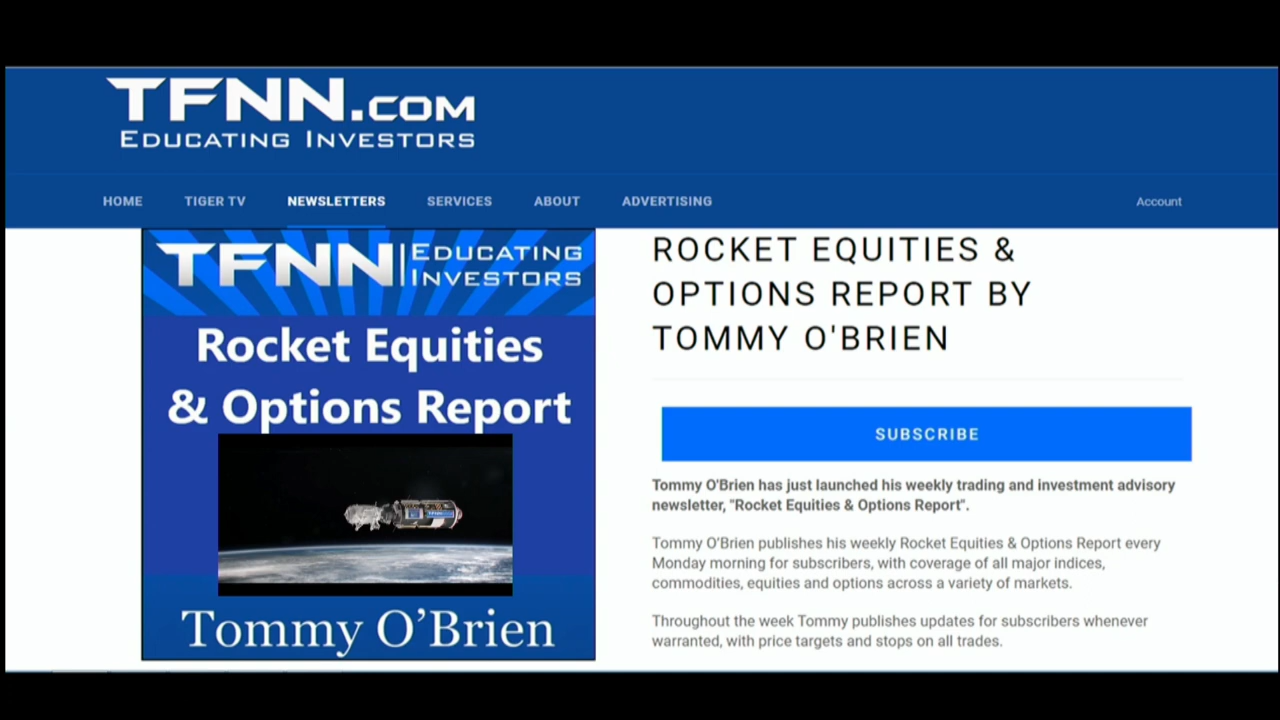 TFNN.COM
EDUCATING INVESTORS
HOME TIGER TV NEWSLETTERS SERVICES ABOUT ADVERTISING Account
TFNN EDUCATING
INVESTORS
Rocket Equities
& Options Report
Tommy O’Brien
ROCKET EQUITIES &
OPTIONS REPORT BY
TOMMY O'BRIEN
SUBSCRIBE
Tommy O'Brien has just launched his weekly trading and investment advisory
newsletter, "Rocket Equities & Options Report".
Tommy O'Brien publishes his weekly Rocket Equities & Options Report every
Monday morning for subscribers, with coverage of all major indices,
commodities, equities and options across a variety of markets.
Throughout the week Tommy publishes updates for subscribers whenever
warranted, with price targets and stops on all trades.